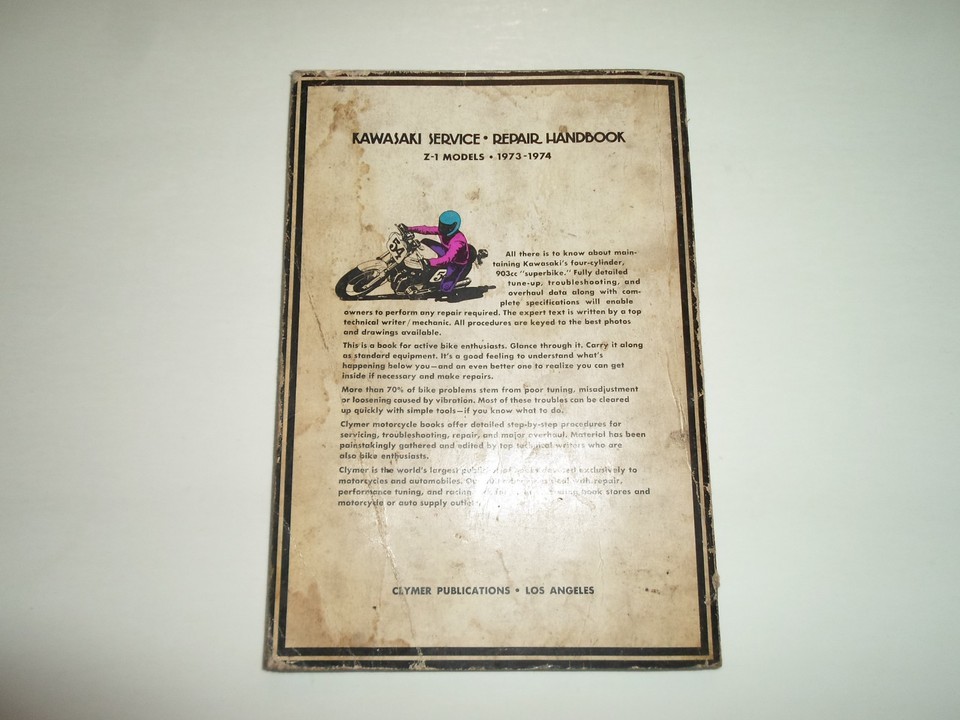 KAWASAKI SERVICE • REPAIR HANDBOOK
Z-1 MODELS • 1973-1974
54
5
All there is to know about main-
taining Kawasaki's four-cylinder,
903cc "superbike." Fully detailed
tune-up, troubleshooting, and
overhaul data along with com-
plete specifications will enable
owners to perform any repair required. The expert text is written by a top
technical writer/mechanic. All procedures are keyed to the best photos
and drawings available.
This is a book for active bike enthusiasts. Glance through it. Carry it along
as standard equipment. It's a good feeling to understand what's
happening below you—and an even better one to realize you can get
inside if necessary and make repairs.
More than 70% of bike problems stem from poor tuning, misadjustment
or loosening caused by vibration. Most of these troubles can be cleared
up quickly with simple tools—if you know what to do.
Clymer motorcycle books offer detailed step-by-step procedures for
servicing, troubleshooting, repair, and major overhaul. Material has been
painstakingly gathered and edited by top technical writers who are
also bike enthusiasts.
Clymer is the world's largest of exclusively to
motorcycles and automobiles. with repair,
performance tuning, and racing book stores and
motorcycle or auto supply
CLYMER PUBLICATIONS • LOS ANGELES